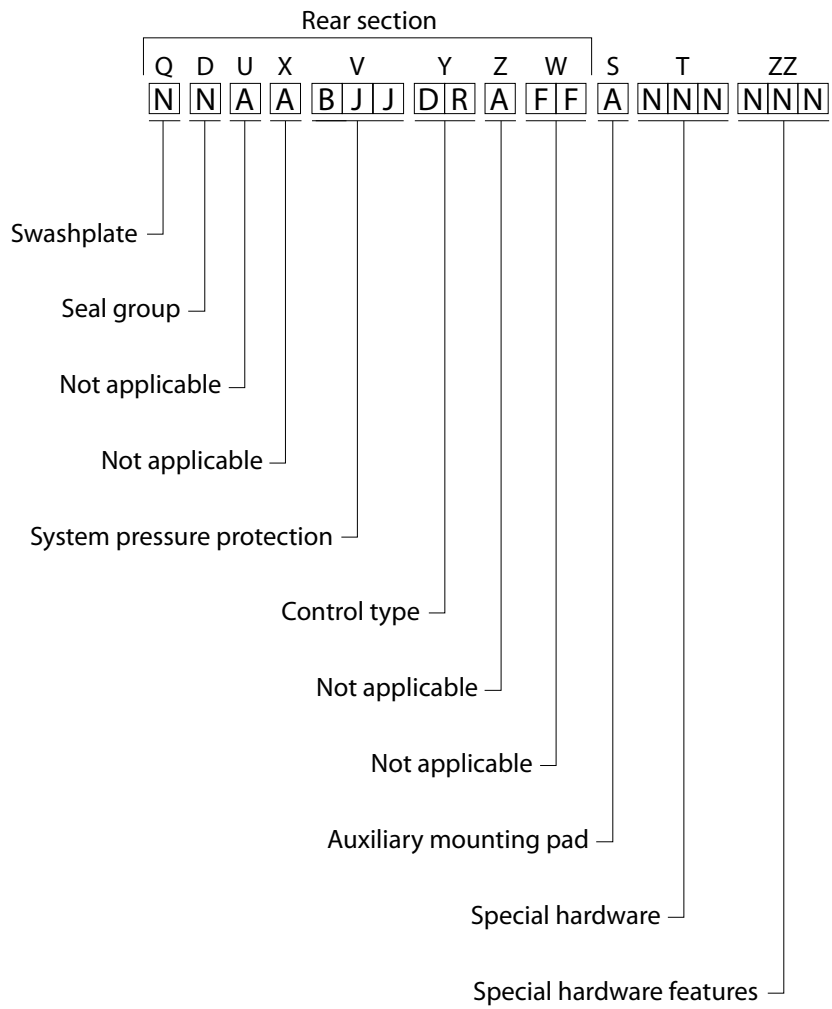 Rear section
Q D U X V Y Z W S T ZZ
N N A A B J J D R A F F A N N N N N N
Swashplate
Seal group
Not applicable
Not applicable
System pressure protection
Control type
Not applicable
Not applicable
Auxiliary mounting pad
Special hardware
Special hardware features